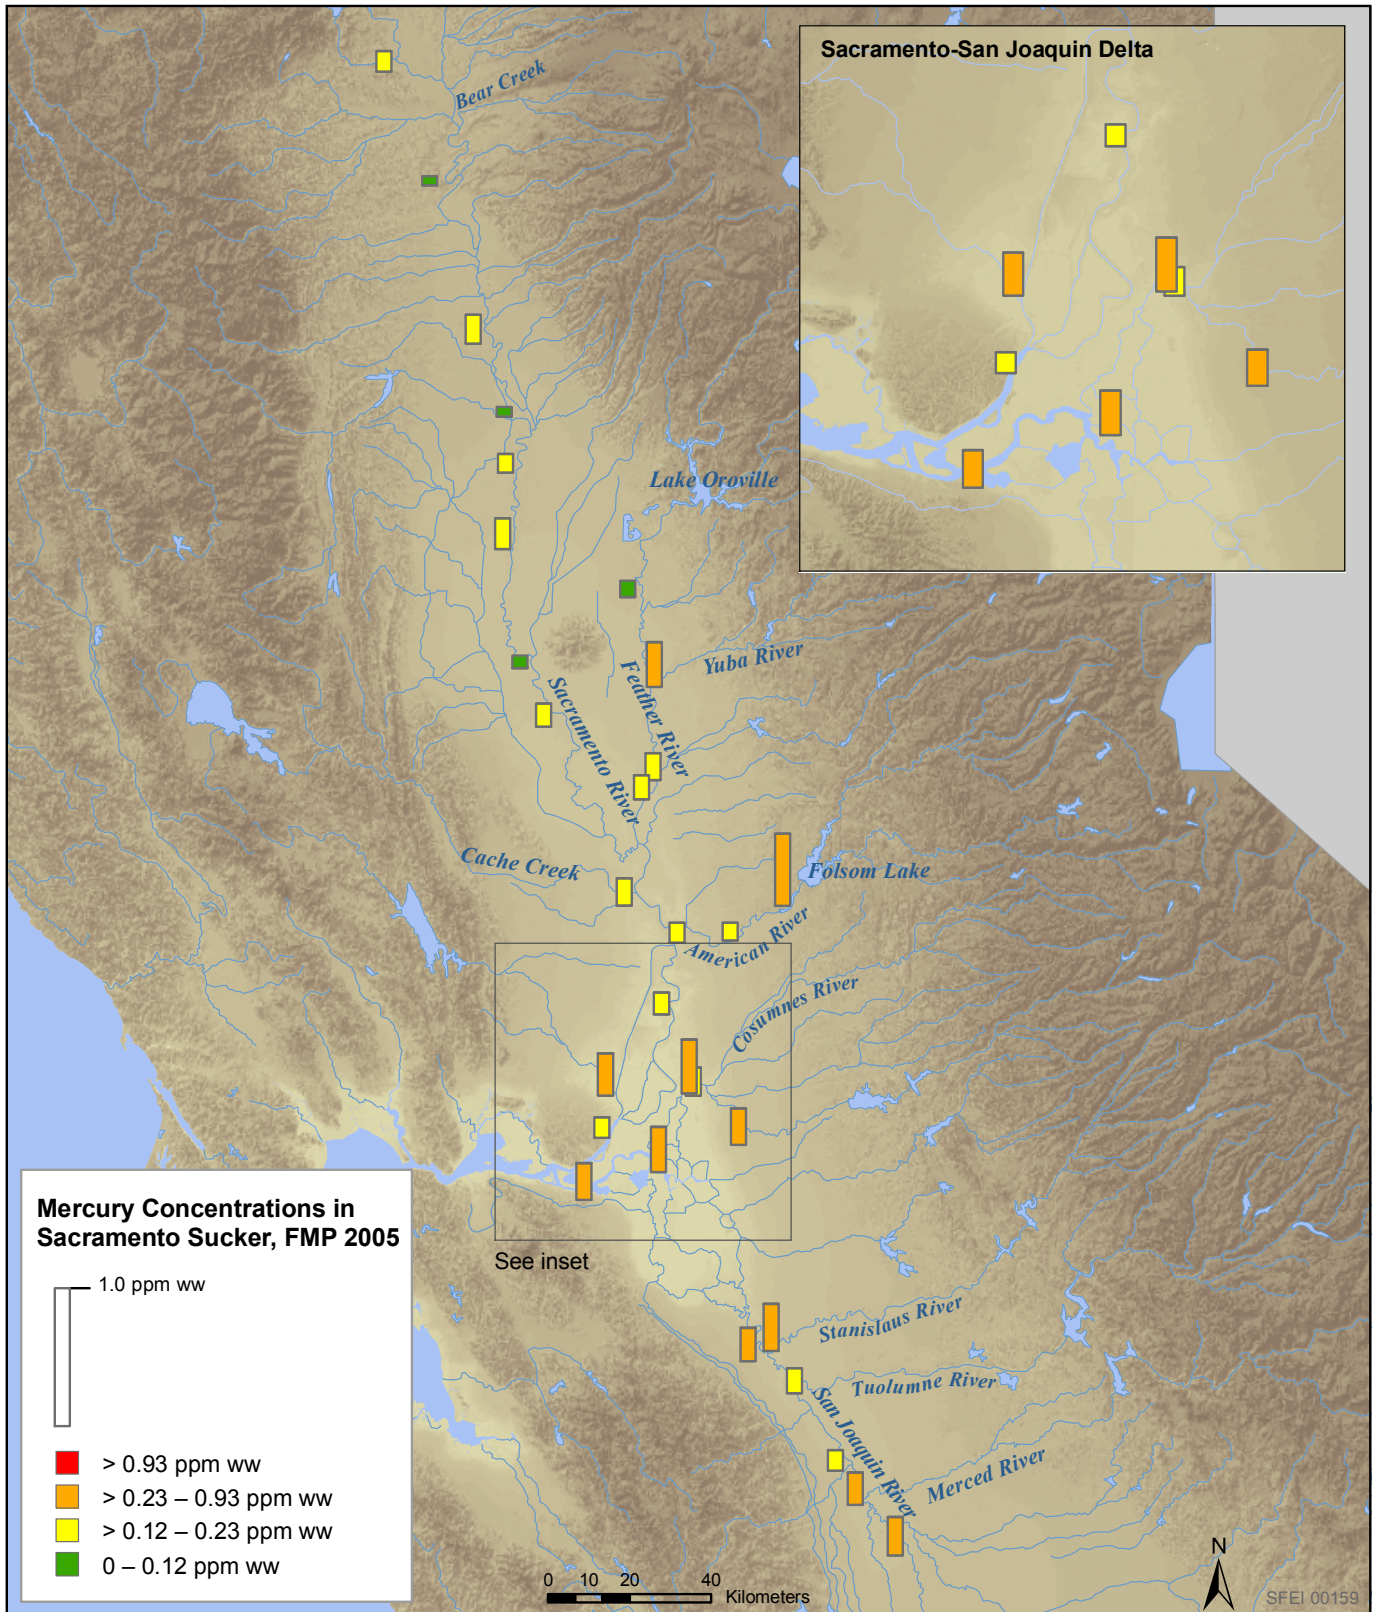 Sacramento-San Joaquin Delta
Bear Creek
Lake Oroville
Yuba River
Feather River
Sacramento River
Cache Creek
Folsom Lake
American River
Cosumnes River
See inset
Mercury Concentrations in
Sacramento Sucker, FMP 2005
1.0 ppm ww
> 0.93 ppm ww
> 0.23 – 0.93 ppm ww
> 0.12 – 0.23 ppm ww
0 – 0.12 ppm ww
Stanislaus River
Tuolumne River
San Joaquin River
Merced River
0 10 20 40
Kilometers
N
SFEI 00159